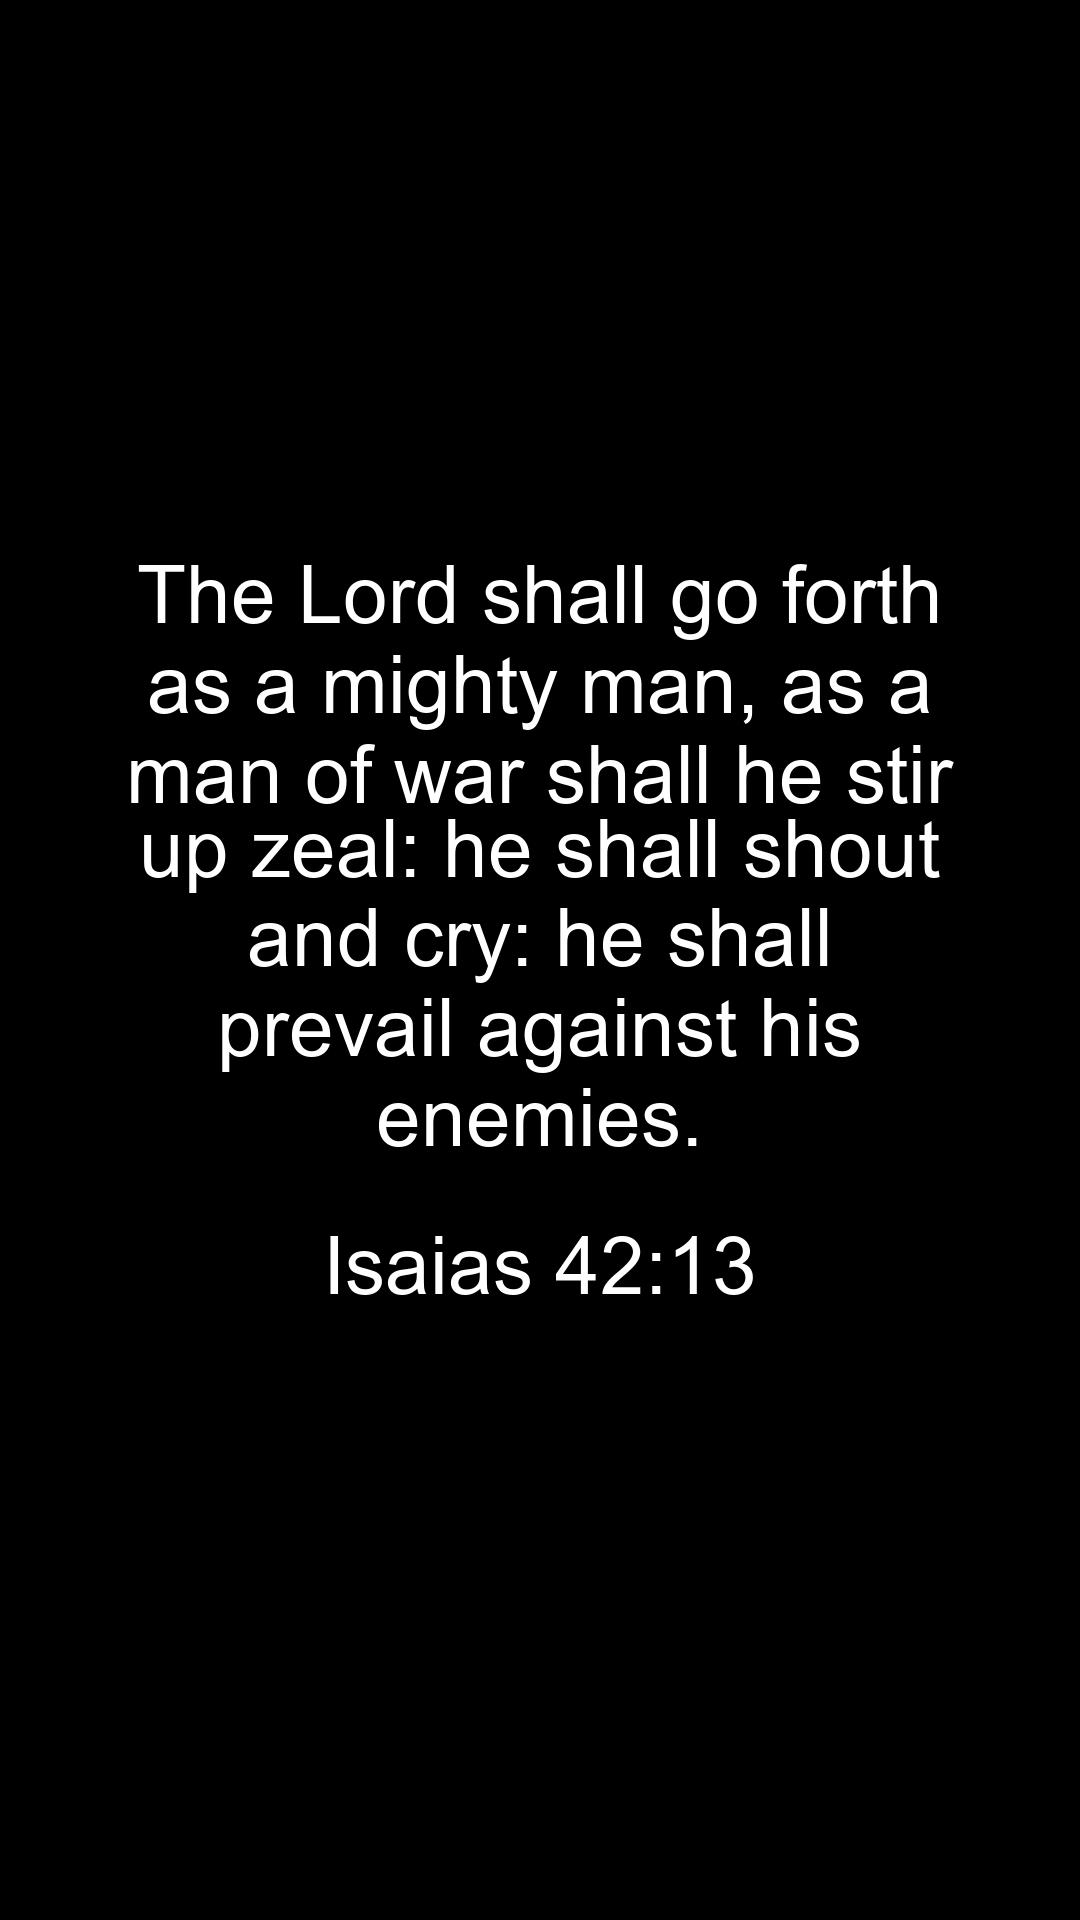 The Lord shall go forth
as a mighty man, as a
man of war shall he stir
up zeal: he shall shout
and cry: he shall
prevail against his
enemies.
Isaias 42:13